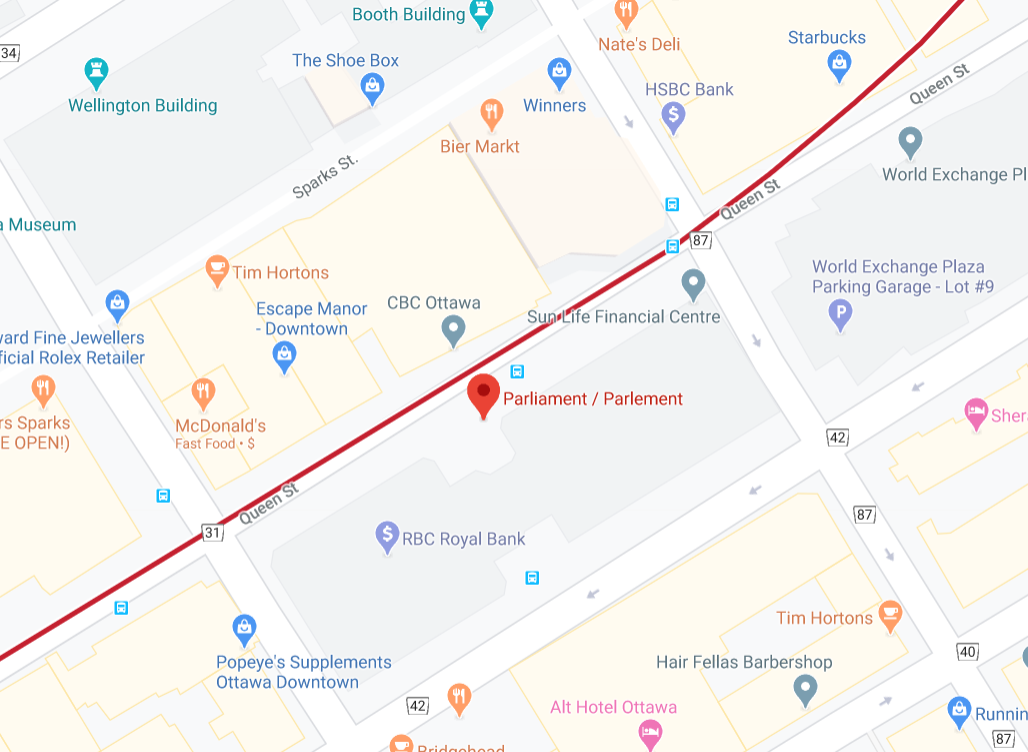 Booth Building
Nate's Deli
Starbucks
34
The Shoe Box
Wellington Building
Winners
HSBC Bank
Queen St
Bier Markt
Sparks St.
World Exchange Pl
Queen St
a Museum
87
Tim Hortons
World Exchange Plaza
Parking Garage - Lot #9
CBC Ottawa
Escape Manor
- Downtown
Sun Life Financial Centre
ward Fine Jewellers
ficial Rolex Retailer
Parliament / Parlement
McDonald's
Fast Food • $
rs Sparks
E OPEN!)
Sher
42
Queen St
31
87
RBC Royal Bank
Tim Hortons
40
Popeye's Supplements
Ottawa Downtown
Hair Fellas Barbershop
42
Alt Hotel Ottawa
Runnin
87
Bridgehead